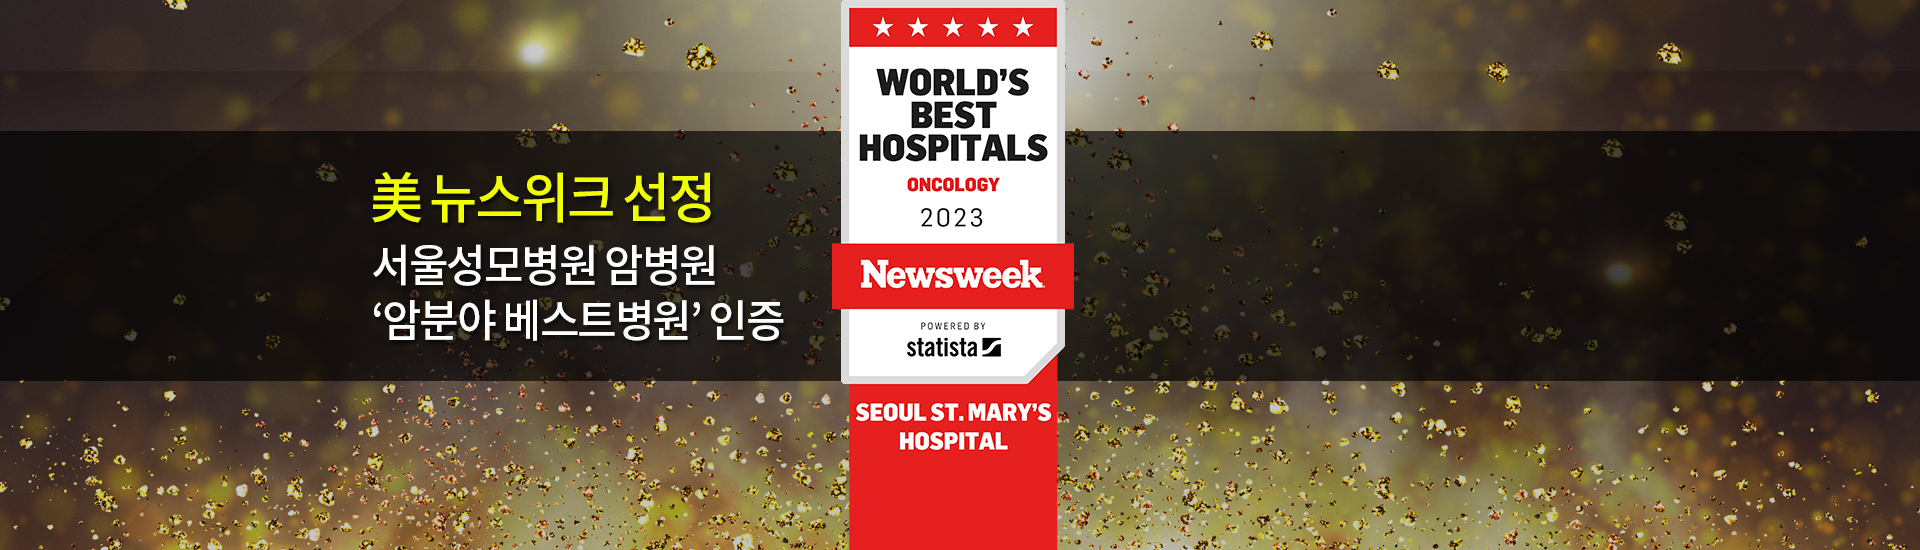 美 뉴스위크 선정
서울성모병원 암병원
‘암분야 베스트병원’ 인증
WORLD’S
BEST
HOSPITALS
ONCOLOGY
2023
Newsweek
POWERED BY
statista
SEOUL ST. MARY’S
HOSPITAL